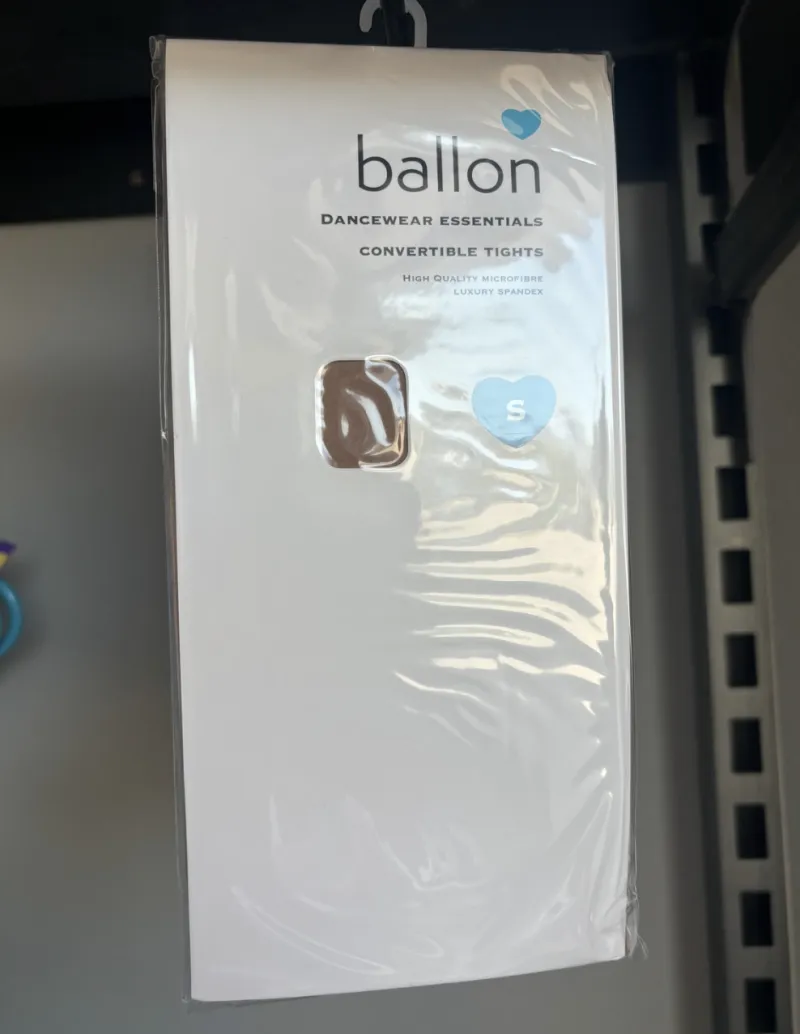 ballon
DANCEWEAR ESSENTIALS
CONVERTIBLE TIGHTS
HIGH QUALITY MICROFIBRE
LUXURY SPANDEX
S